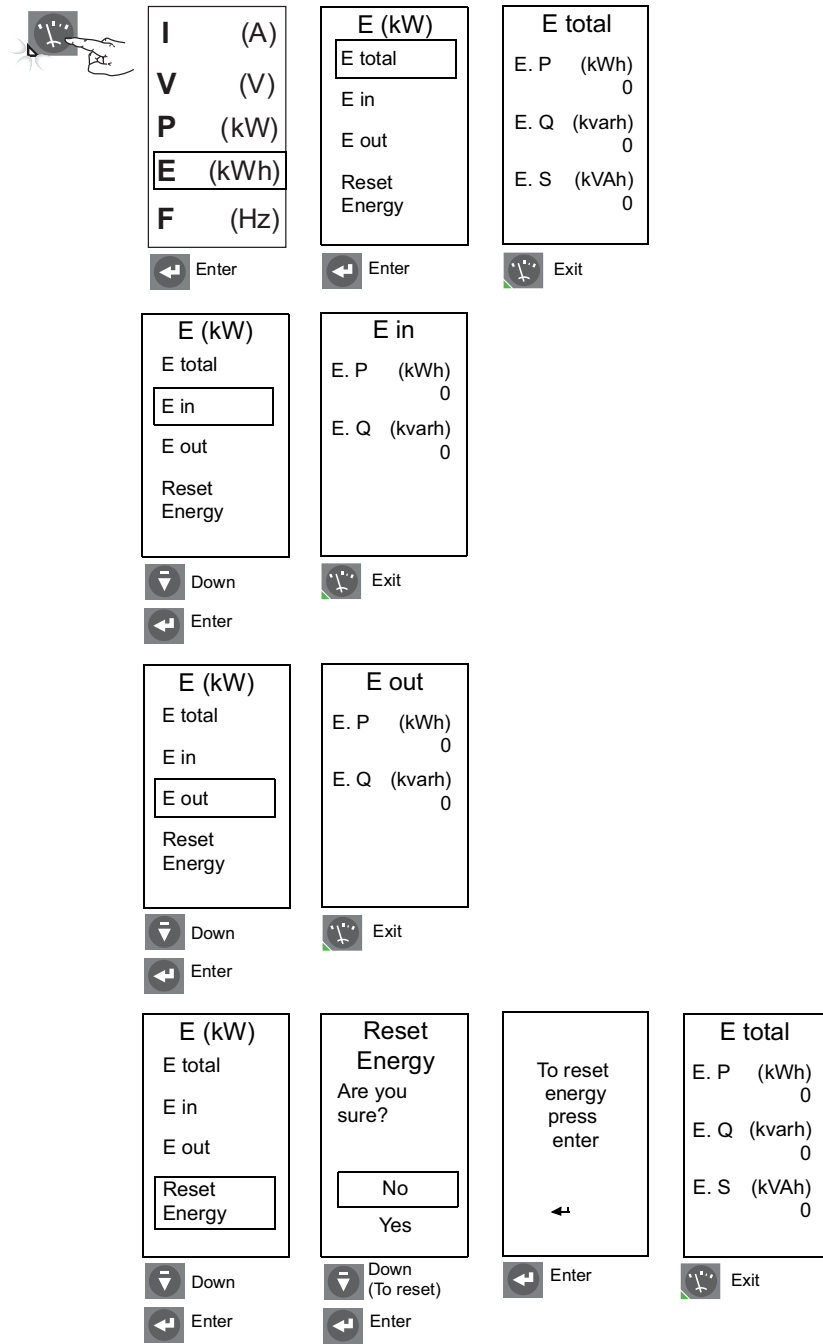 I (A)
V (V)
P (kW)
E (kWh)
F (Hz)
Enter
E (kW)
E total
E in
E out
Reset
Energy
Enter
E total
E. P (kWh)
0
E. Q (kvarh)
0
E. S (kVAh)
0
Exit
E (kW)
E total
E in
E out
Reset
Energy
Down
Enter
E in
E. P (kWh)
0
E. Q (kvarh)
0
Exit
E (kW)
E total
E in
E out
Reset
Energy
Down
Enter
E out
E. P (kWh)
0
E. Q (kvarh)
0
Exit
E (kW)
E total
E in
E out
Reset
Energy
Down
Enter
Reset
Energy
Are you
sure?
No
Yes
Down
(To reset)
Enter
To reset
energy
press
enter
Enter
E total
E. P (kWh)
0
E. Q (kvarh)
0
E. S (kVAh)
0
Exit